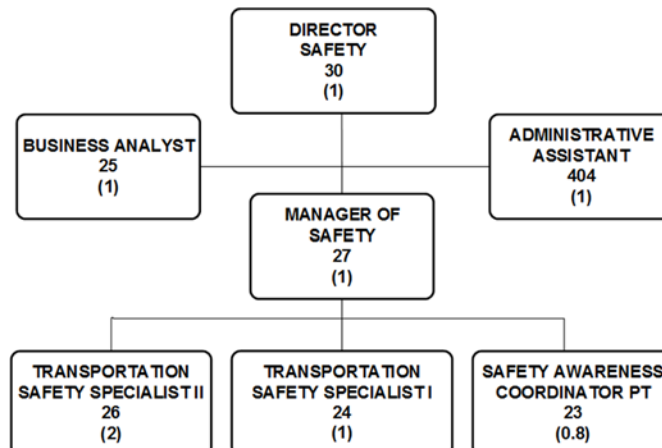 DIRECTOR
SAFETY
30
(1)
BUSINESS ANALYST
25
(1)
ADMINISTRATIVE
ASSISTANT
404
(1)
MANAGER OF
SAFETY
27
(1)
TRANSPORTATION
SAFETY SPECIALIST II
26
(2)
TRANSPORTATION
SAFETY SPECIALIST I
24
(1)
SAFETY AWARENESS
COORDINATOR PT
23
(0.8)